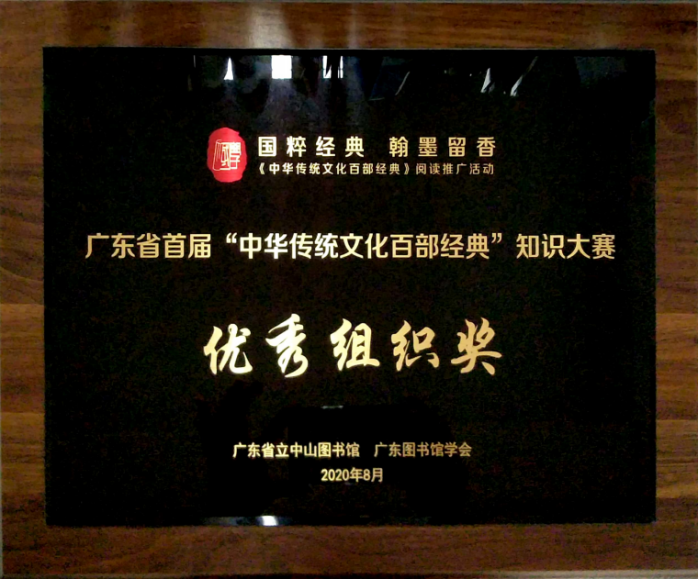 国粹经典 翰墨留香
《中华传统文化百部经典》阅读推广活动
广东省首届“中华传统文化百部经典”知识大赛
优秀组织奖
广东省立中山图书馆 广东图书馆学会
2020年8月